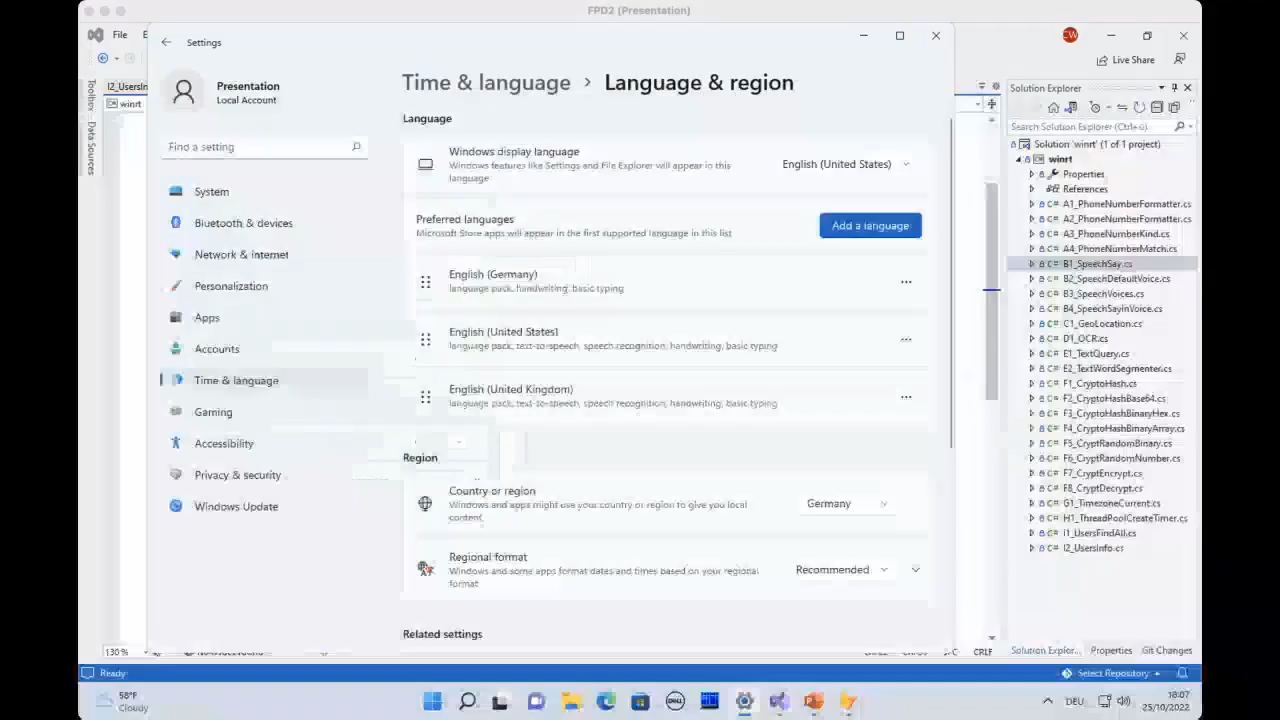 FPD2 (Presentation)
File
Settings
CW
Live Share
Presentation
Local Account
Time & language > Language & region
Find a setting
System
Bluetooth & devices
Network & internet
Personalization
Apps
Accounts
Time & language
Gaming
Accessibility
Privacy & security
Windows Update
Language
Windows display language
Windows features like Settings and File Explorer will appear in this
language
English (United States)
Preferred languages
Microsoft Store apps will appear in the first supported language in this list
Add a language
English (Germany)
language pack, handwriting, basic typing
English (United States)
language pack, text-to-speech, speech recognition, handwriting, basic typing
English (United Kingdom)
language pack, text-to-speech, speech recognition, handwriting, basic typing
Region
Country or region
Windows and apps might use your country or region to give you local
content
Germany
Regional format
Windows and some apps format dates and times based on your regional
format
Recommended
Related settings
Toolbox
Data Sources
I2_UsersIn
winrt
Solution Explorer
Search Solution Explorer (Ctrl+ü)
Solution 'winrt' (1 of 1 project)
winrt
Properties
References
A1_PhoneNumberFormatter.cs
A2_PhoneNumberFormatter.cs
A3_PhoneNumberKind.cs
A4_PhoneNumberMatch.cs
B1_SpeechSay.cs
B2_SpeechDefaultVoice.cs
B3_SpeechVoices.cs
B4_SpeechSayInVoice.cs
C1_GeoLocation.cs
D1_OCR.cs
E1_TextQuery.cs
E2_TextWordSegmenter.cs
F1_CryptoHash.cs
F2_CryptoHashBase64.cs
F3_CryptoHashBinaryHex.cs
F4_CryptoHashBinaryArray.cs
F5_CryptRandomBinary.cs
F6_CryptRandomNumber.cs
F7_CryptEncrypt.cs
F8_CryptDecrypt.cs
G1_TimezoneCurrent.cs
H1_ThreadPoolCreateTimer.cs
I1_UsersFindAll.cs
I2_UsersInfo.cs
130 %
CRLF
Solution Explor...
Properties
Git Changes
Ready
Select Repository
58°F
Cloudy
DELL
DEU
18:07
25/10/2022